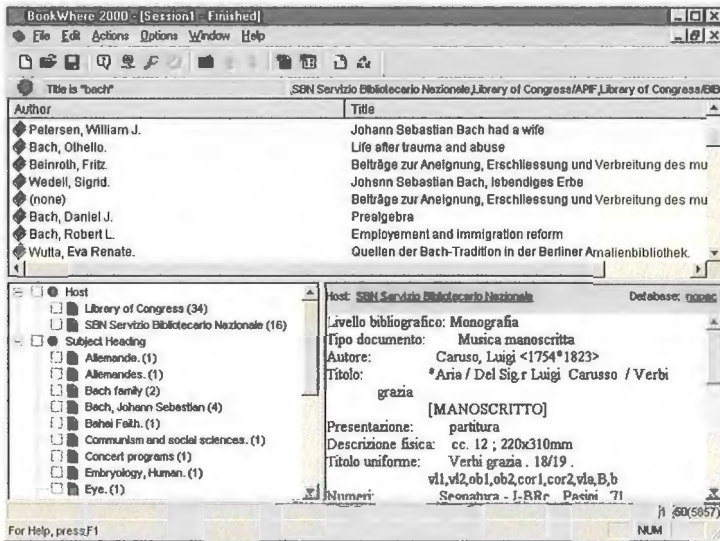 BookWhere 2000 - [Session1 - Finished]
File Edit Actions Options Window Help
Title is "bach" ,SBN Servizio Bibliotecario Nazionale,Library of Congress/APIF,Library of Congress/BIB
Author Title
Petersen, William J. Johann Sebastian Bach had a wife
Bach, Othello. Life after trauma and abuse
Beinroth, Fritz. Beiträge zur Aneignung, Erschliessung und Verbreitung des mu
Wedell, Sigrid. Johann Sebastian Bach, lebendiges Erbe
(none) Beiträge zur Aneignung, Erschliessung und Verbreitung des mu
Bach, Daniel J. Prealgebra
Bach, Robert L. Employement and immigration reform
Wutta, Eva Renate. Quellen der Bach-Tradition in der Berliner Amalienbibliothek.
Host
Library of Congress (34)
SBN Servizio Bibliotecario Nazionale (16)
Subject Heading
Allemande. (1)
Allemandes. (1)
Bach family (2)
Bach, Johann Sebastian (4)
Bahai Faith. (1)
Communism and social sciences. (1)
Concert programs (1)
Embryology, Human. (1)
Eye. (1)
Host: SBN Servizio Bibliotecario Nazionale Database: nopac
Livello bibliografico: Monografia
Tipo documento: Musica manoscritta
Autore: Caruso, Luigi <1754*1823>
Titolo: *Aria / Del Sig.r Luigi Carusso / Verbi
grazia
[MANOSCRITTO]
Presentazione: partitura
Descrizione fisica: cc. 12 ; 220x310mm
Titolo uniforme: Verbi grazia . 18/19 .
vl1,vl2,ob1,ob2,cor1,cor2,vla,B,b
Numeri: Segnatura - I-BRc Pasini 71
50(5857)
For Help, press F1 NUM